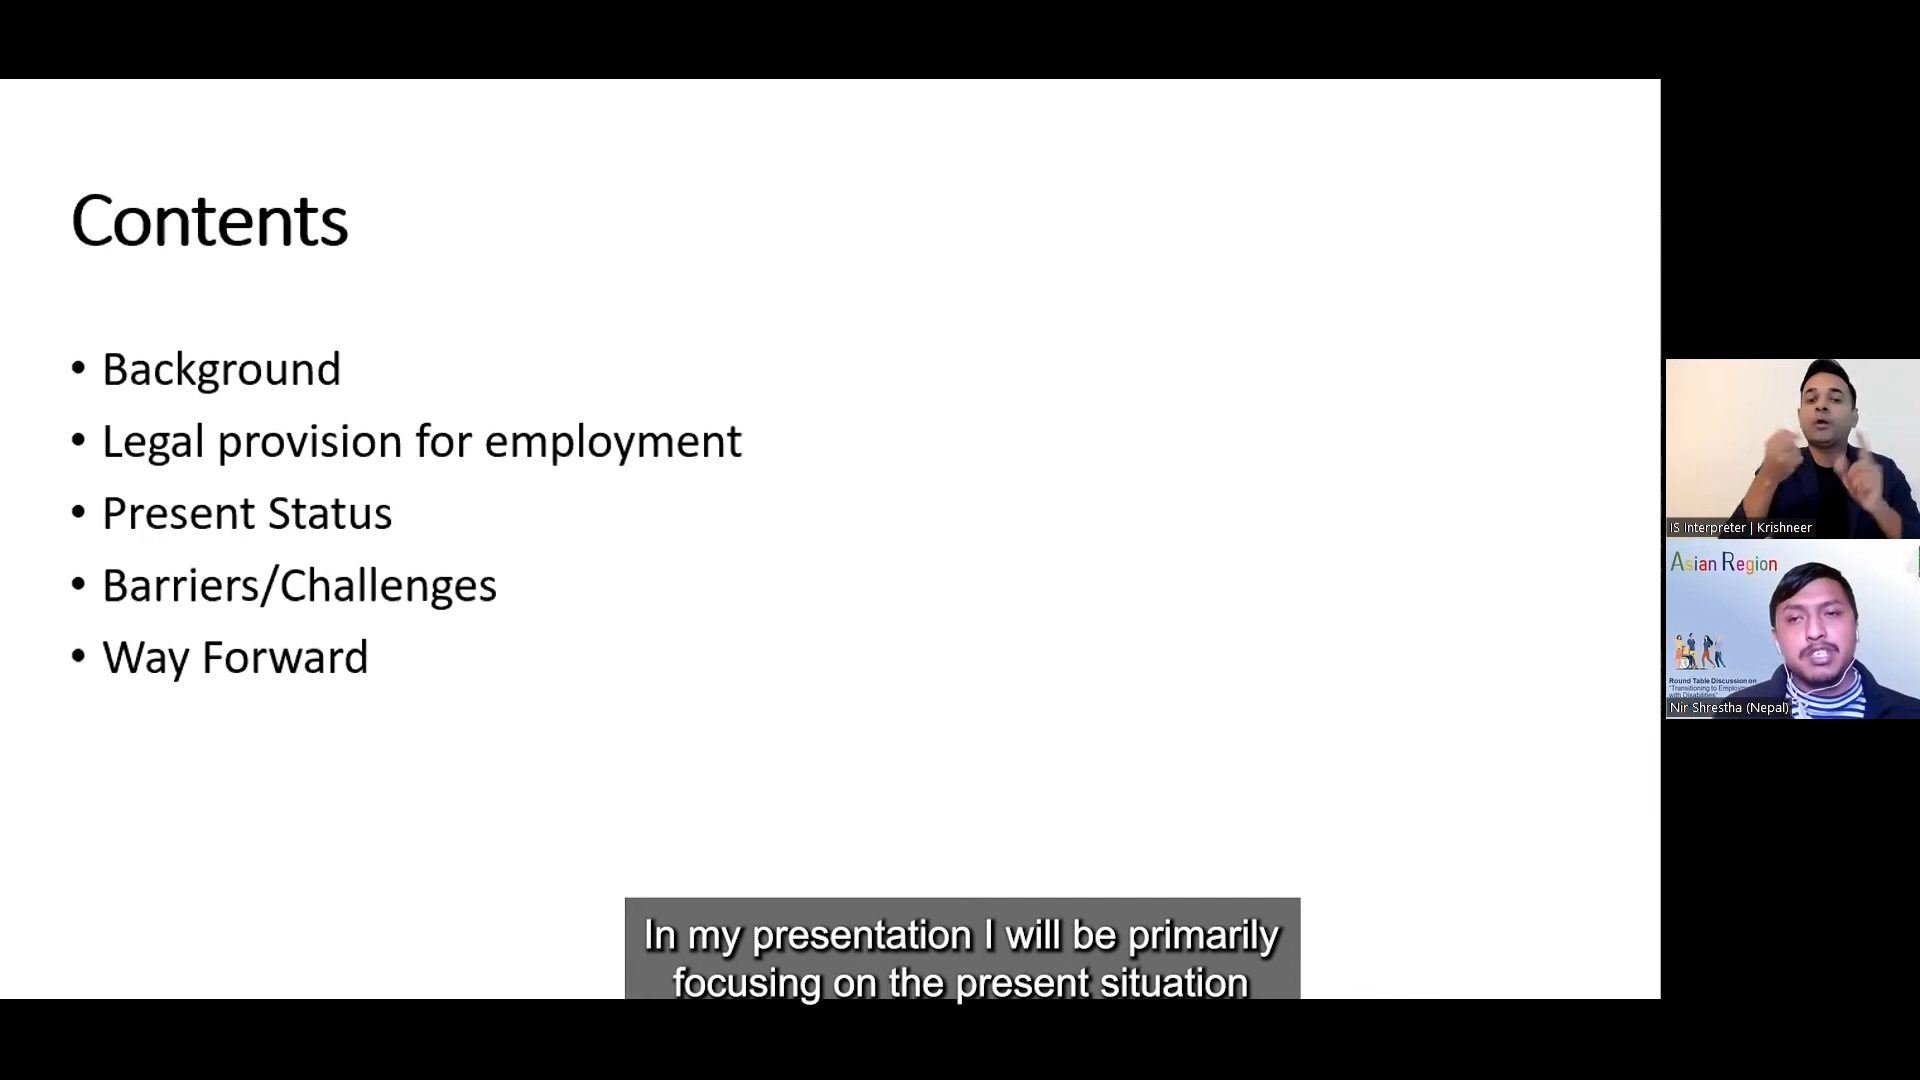 Contents
• Background
• Legal provision for employment
• Present Status
• Barriers/Challenges
• Way Forward
IS Interpreter | Krishneer
Asian Region
Round Table Discussion on
"Transitioning to Employ
with Disabilities"
Nir Shrestha (Nepal)
In my presentation I will be primarily
focusing on the present situation